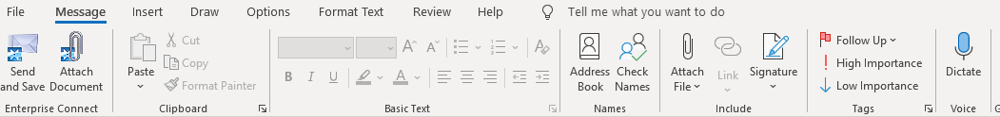 File Message Insert Draw Options Format Text Review Help Tell me what you want to do
Send and Save
Attach Document
Enterprise Connect
Paste
Cut
Copy
Format Painter
Clipboard
B I U A
Basic Text
Address Book
Check Names
Names
Attach File
Link
Signature
Include
Follow Up
High Importance
Low Importance
Tags
Dictate
Voice